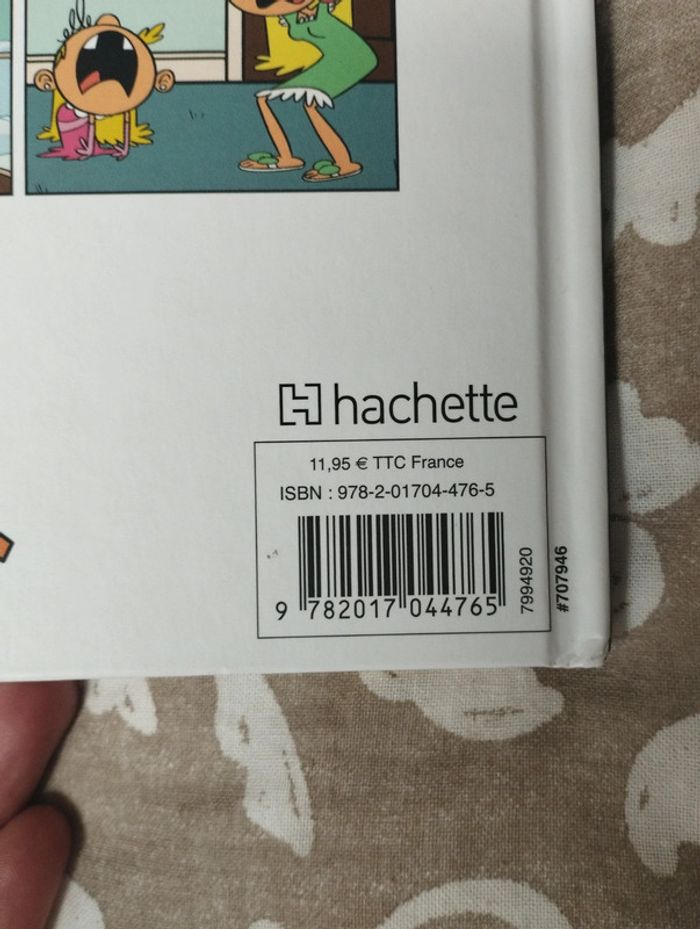 hachette
11,95 € TTC France
ISBN : 978-2-01704-476-5
9 782017 044765
7994920
#707946